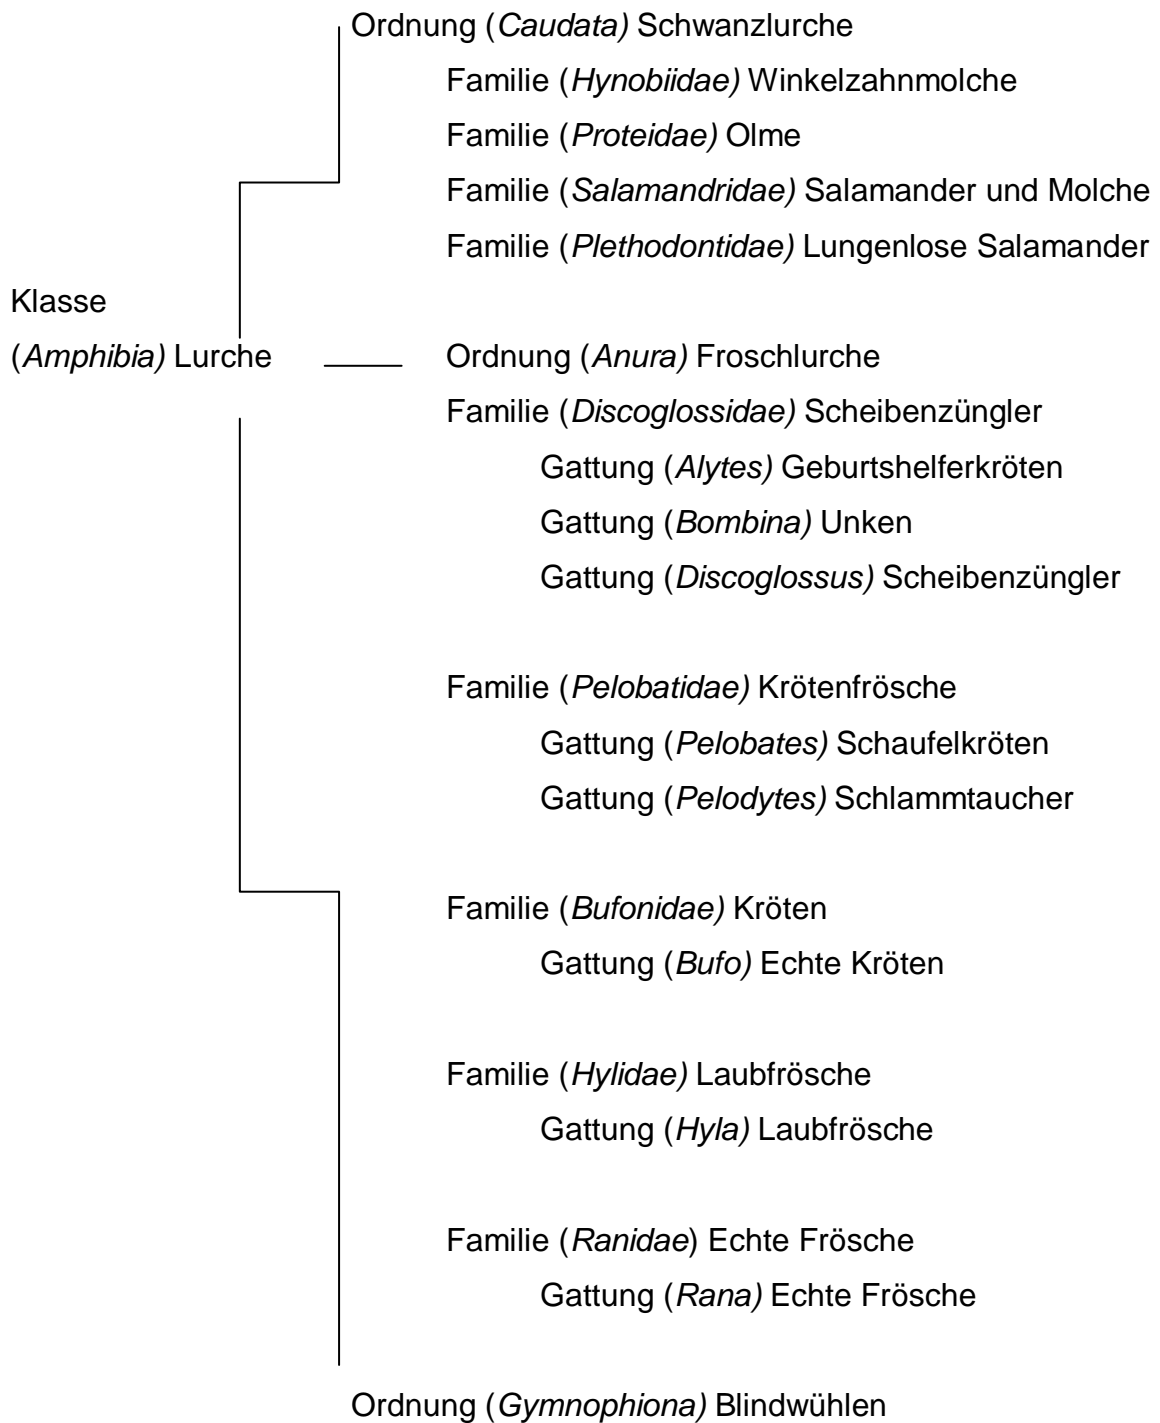 Ordnung (Caudata) Schwanzlurche
Familie (Hynobiidae) Winkelzahnmolche
Familie (Proteidae) Olme
Familie (Salamandridae) Salamander und Molche
Familie (Plethodontidae) Lungenlose Salamander
Klasse
(Amphibia) Lurche
Ordnung (Anura) Froschlurche
Familie (Discoglossidae) Scheibenzüngler
Gattung (Alytes) Geburtshelferkröten
Gattung (Bombina) Unken
Gattung (Discoglossus) Scheibenzüngler
Familie (Pelobatidae) Krötenfrösche
Gattung (Pelobates) Schaufelkröten
Gattung (Pelodytes) Schlammtaucher
Familie (Bufonidae) Kröten
Gattung (Bufo) Echte Kröten
Familie (Hylidae) Laubfrösche
Gattung (Hyla) Laubfrösche
Familie (Ranidae) Echte Frösche
Gattung (Rana) Echte Frösche
Ordnung (Gymnophiona) Blindwühlen